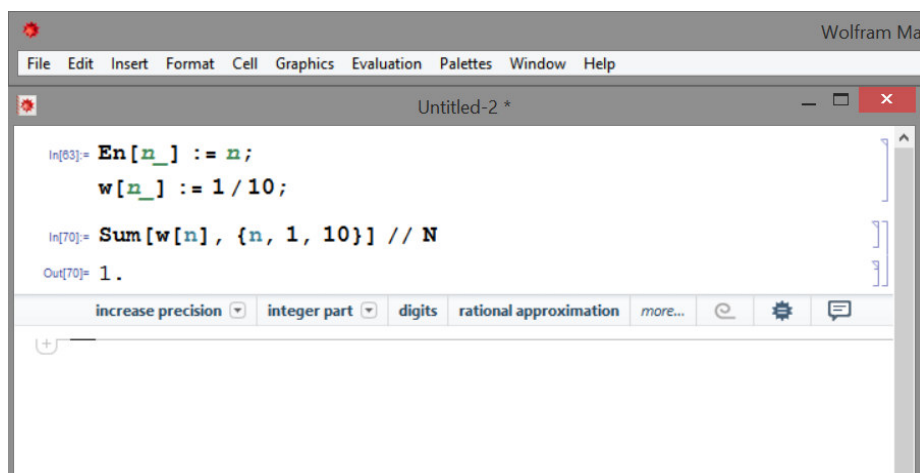 Wolfram Ma
File Edit Insert Format Cell Graphics Evaluation Palettes Window Help
Untitled-2 *
In[63]:= En[n_] := n;
w[n_] := 1 / 10;
In[70]:= Sum[w[n], {n, 1, 10}] // N
Out[70]= 1.
increase precision integer part digits rational approximation more...